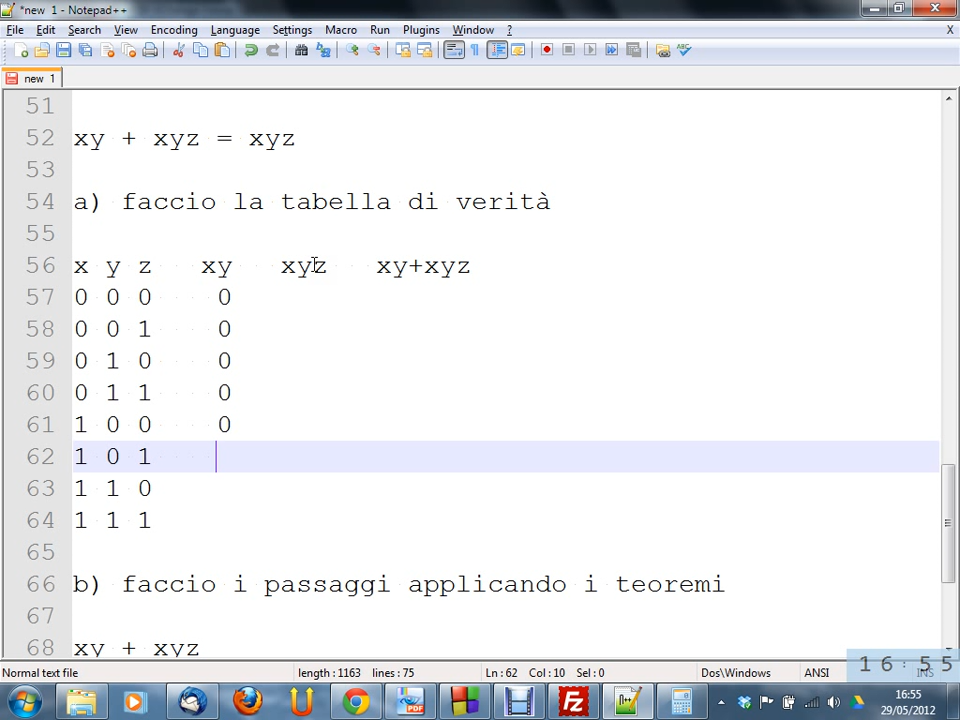 *new 1 - Notepad++
File Edit Search View Encoding Language Settings Macro Run Plugins Window ? X
new 1
51
52 xy + xyz = xyz
53
54 a) faccio la tabella di verità
55
56 x y z xy xyz xy+xyz
57 0 0 0 0
58 0 0 1 0
59 0 1 0 0
60 0 1 1 0
61 1 0 0 0
62 1 0 1
63 1 1 0
64 1 1 1
65
66 b) faccio i passaggi applicando i teoremi
67
68 xy + xyz
16:55
Normal text file length : 1163 lines : 75 Ln : 62 Col : 10 Sel : 0 Dos\Windows ANSI INS
PDF
16:55
29/05/2012